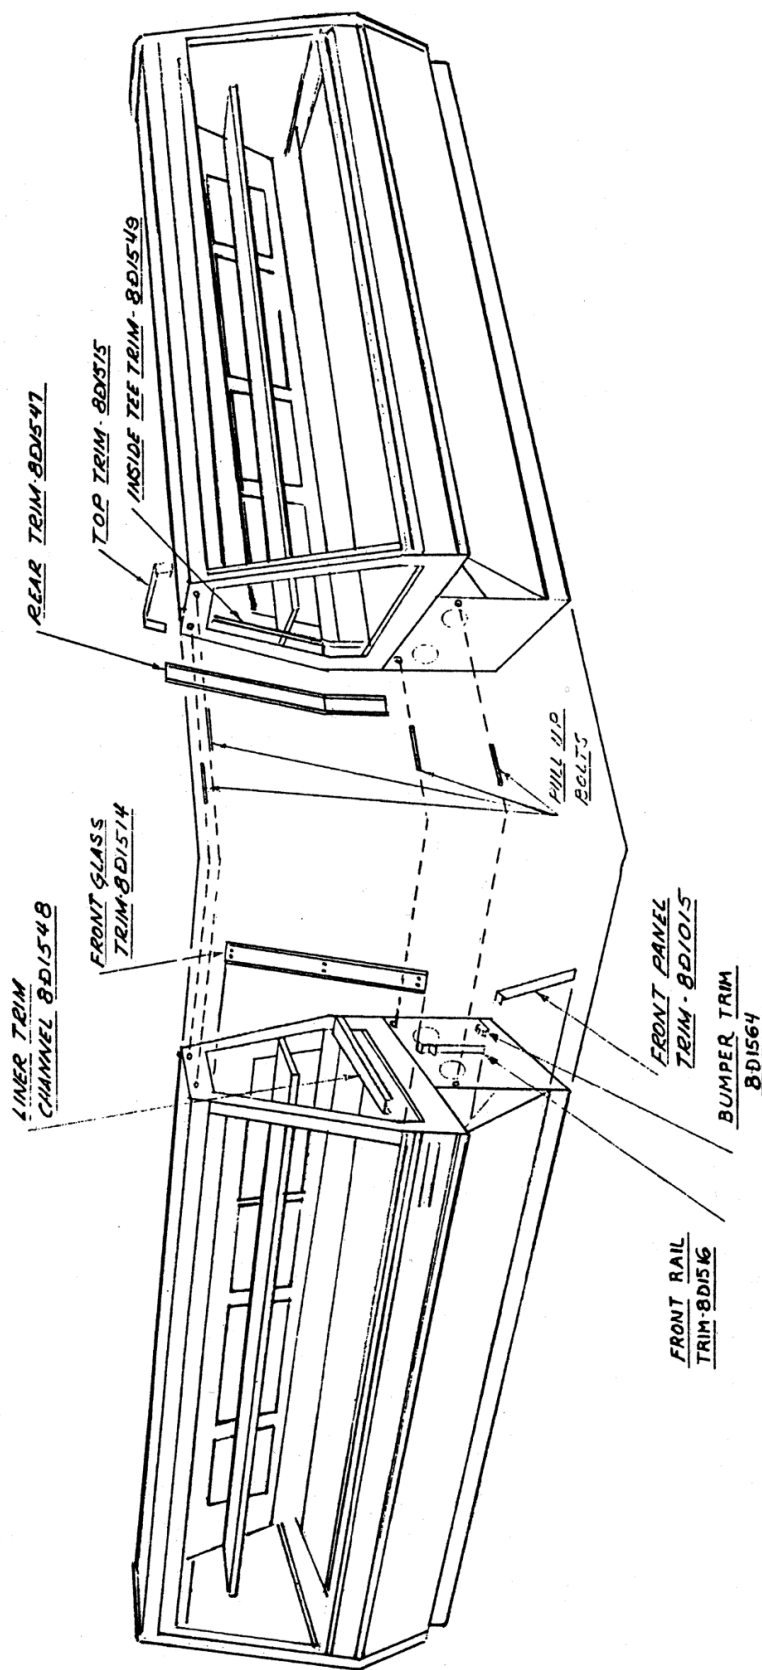 LINER TRIM
CHANNEL 8D1548
FRONT GLASS
TRIM-8D1514
REAR TRIM-8D1547
TOP TRIM-8D1515
INSIDE TEE TRIM-8D1549
PULL UP
BOLTS
FRONT RAIL
TRIM-8D1516
BUMPER TRIM
8D1564
FRONT PANEL
TRIM-8D1015